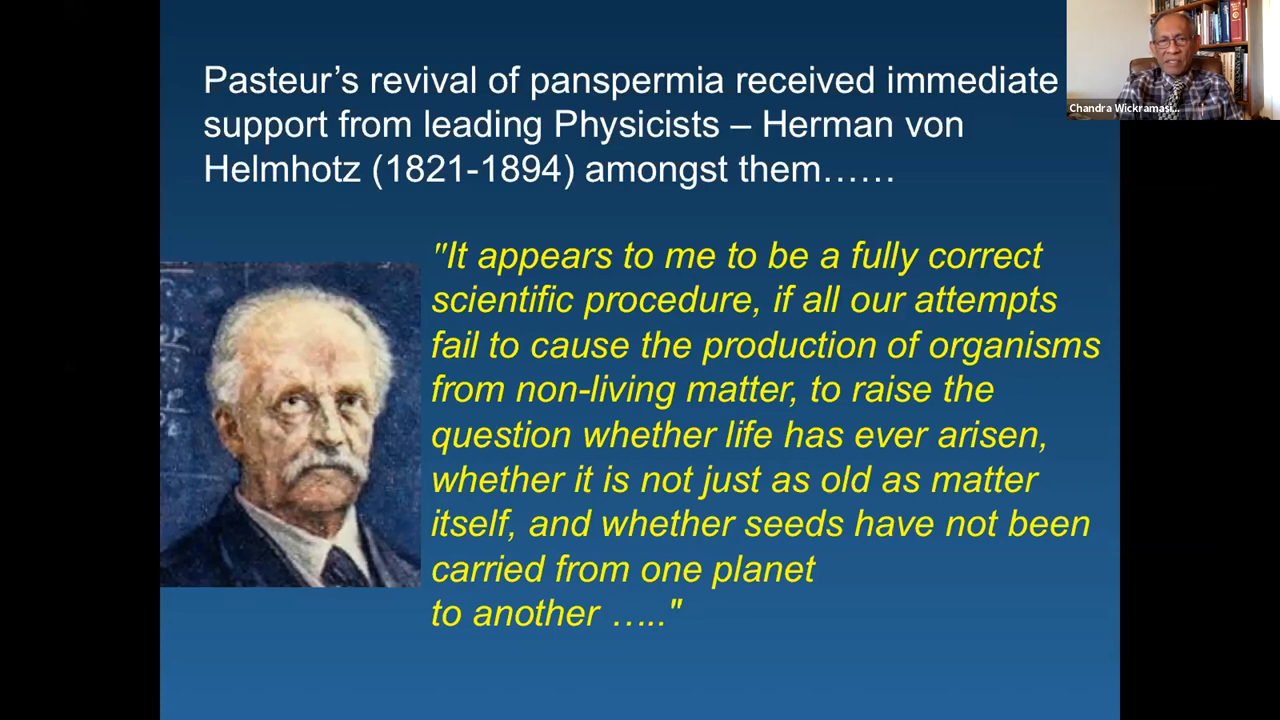 Pasteur’s revival of panspermia received immediate
support from leading Physicists – Herman von
Helmhotz (1821-1894) amongst them……
Chandra Wickramasi...
"It appears to me to be a fully correct
scientific procedure, if all our attempts
fail to cause the production of organisms
from non-living matter, to raise the
question whether life has ever arisen,
whether it is not just as old as matter
itself, and whether seeds have not been
carried from one planet
to another ….."